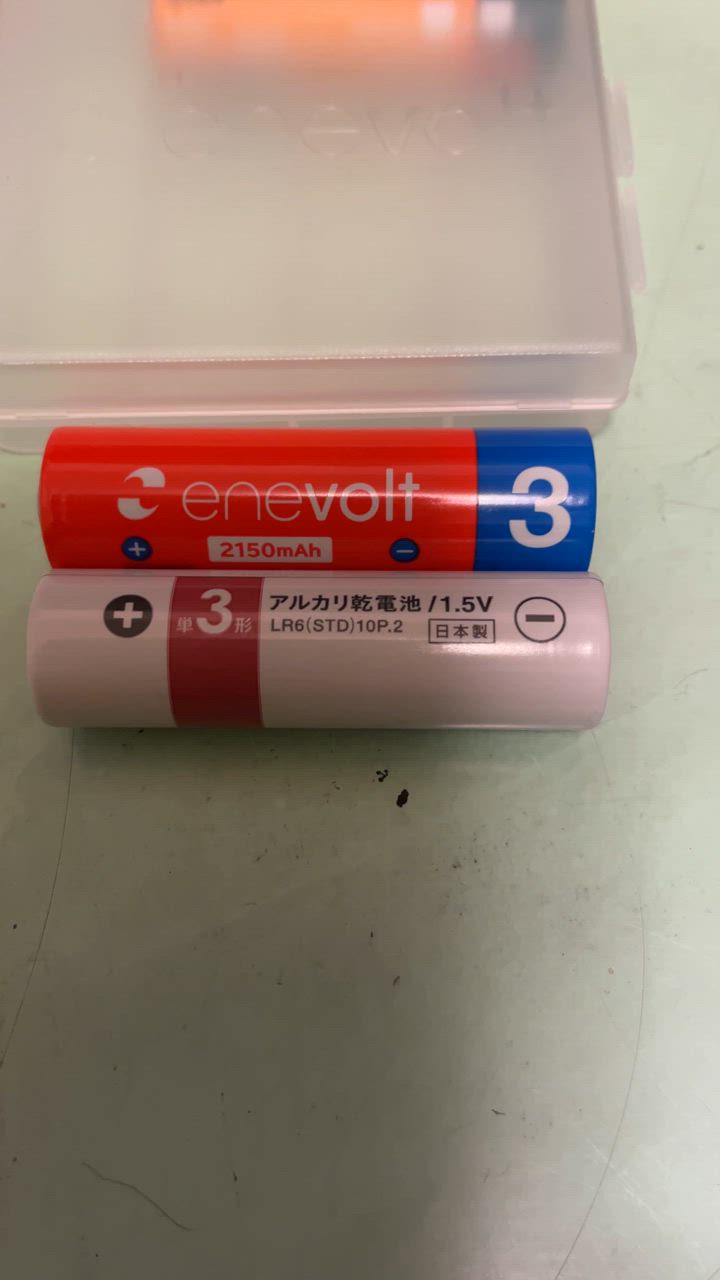 enevolt
enevolt
3
+
2150mAh
−
+
単3形
アルカリ乾電池/1.5V
LR6(STD)10P.2
日本製
−